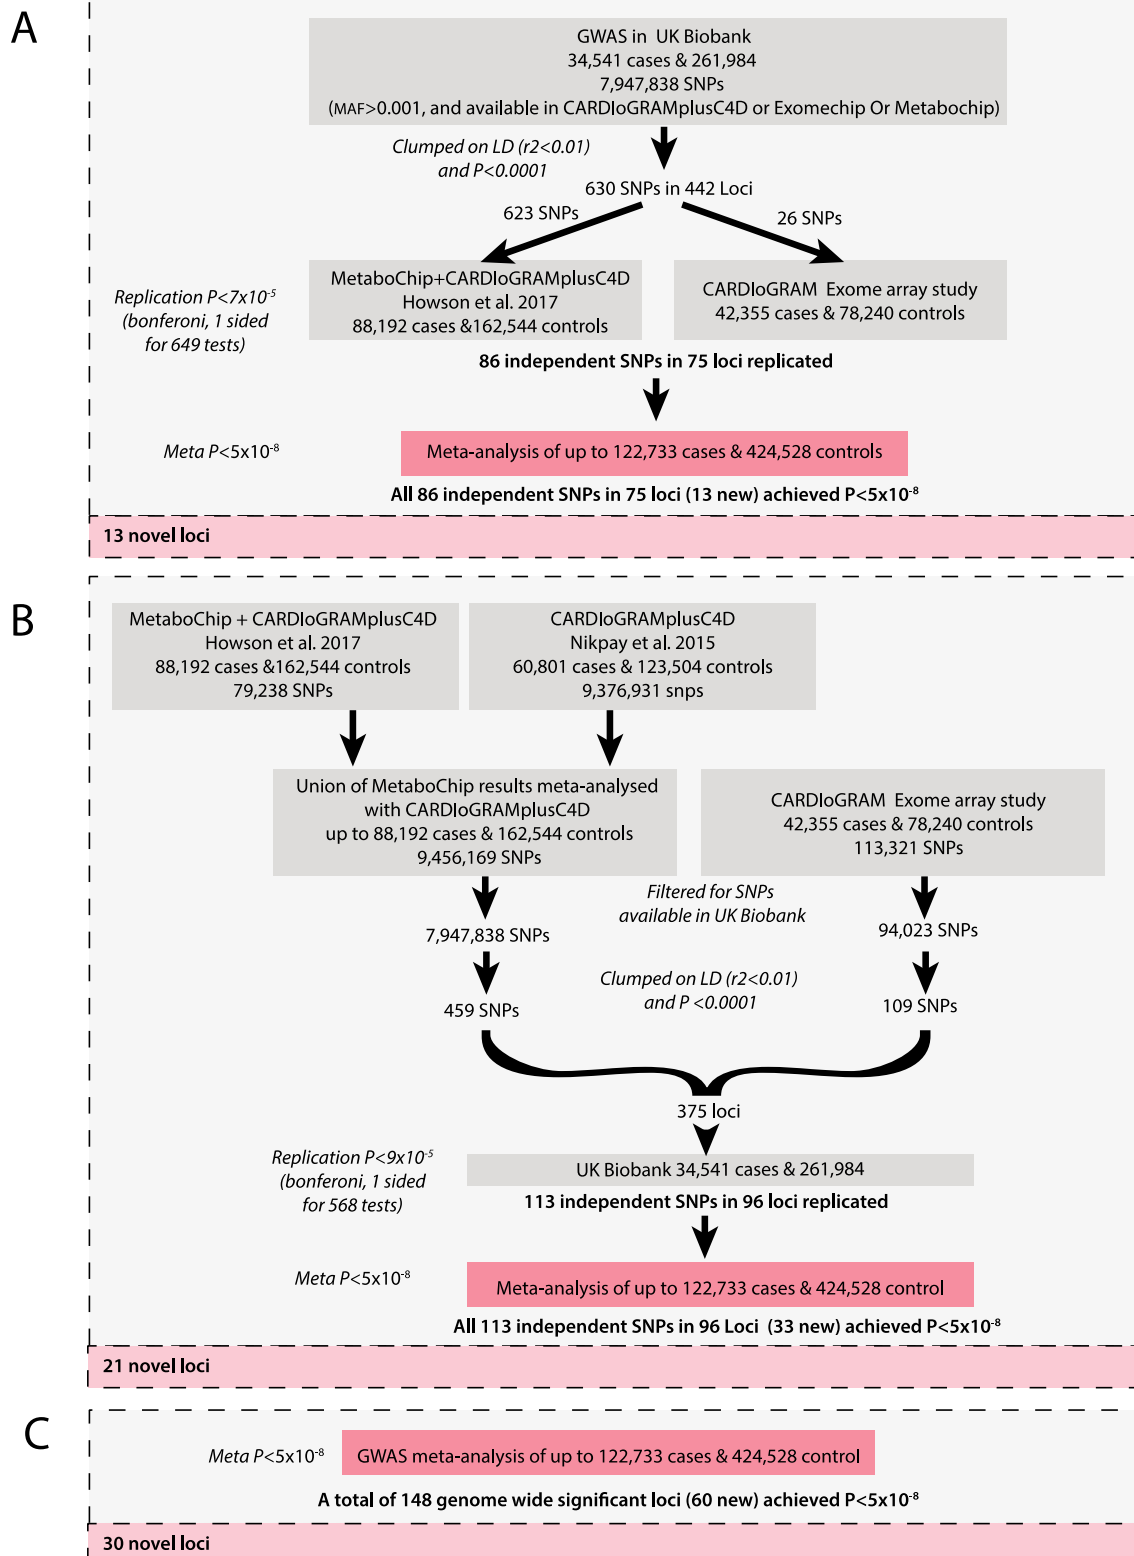 A
GWAS in UK Biobank
34,541 cases & 261,984
7,947,838 SNPs
(MAF>0.001, and available in CARDIoGRAMplusC4D or Exomechip Or Metabochip)
Clumped on LD (r2<0.01)
and P<0.0001
630 SNPs in 442 Loci
623 SNPs
26 SNPs
MetaboChip+CARDIoGRAMplusC4D
Howson et al. 2017
88,192 cases &162,544 controls
CARDIoGRAM Exome array study
42,355 cases & 78,240 controls
Replication P<7x10⁻⁵
(bonferoni, 1 sided
for 649 tests)
86 independent SNPs in 75 loci replicated
Meta P<5x10⁻⁸
Meta-analysis of up to 122,733 cases & 424,528 controls
All 86 independent SNPs in 75 loci (13 new) achieved P<5x10⁻⁸
13 novel loci
B
MetaboChip + CARDIoGRAMplusC4D
Howson et al. 2017
88,192 cases &162,544 controls
79,238 SNPs
CARDIoGRAMplusC4D
Nikpay et al. 2015
60,801 cases & 123,504 controls
9,376,931 snps
Union of MetaboChip results meta-analysed
with CARDIoGRAMplusC4D
up to 88,192 cases & 162,544 controls
9,456,169 SNPs
CARDIoGRAM Exome array study
42,355 cases & 78,240 controls
113,321 SNPs
Filtered for SNPs
available in UK Biobank
7,947,838 SNPs
94,023 SNPs
Clumped on LD (r2<0.01)
and P <0.0001
459 SNPs
109 SNPs
375 loci
Replication P<9x10⁻⁵
(bonferoni, 1 sided
for 568 tests)
UK Biobank 34,541 cases & 261,984
113 independent SNPs in 96 loci replicated
Meta P<5x10⁻⁸
Meta-analysis of up to 122,733 cases & 424,528 control
All 113 independent SNPs in 96 Loci (33 new) achieved P<5x10⁻⁸
21 novel loci
C
Meta P<5x10⁻⁸
GWAS meta-analysis of up to 122,733 cases & 424,528 control
A total of 148 genome wide significant loci (60 new) achieved P<5x10⁻⁸
30 novel loci